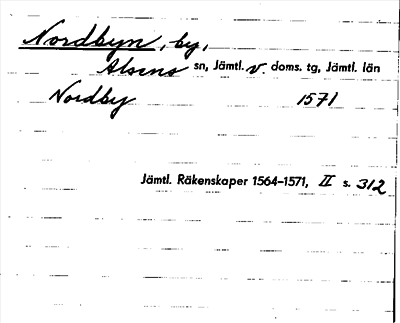 Nordbyn, by,
Alsens sn, Jämtl. v. doms. tg, Jämtl. län
Nordby 1571
Jämtl. Räkenskaper 1564–1571, II s. 312